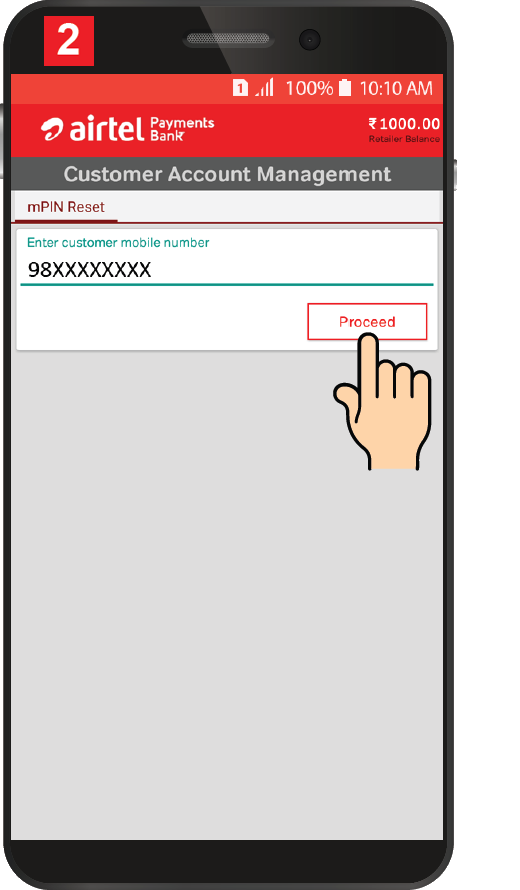 2
1 100% 10:10 AM
airtel Payments Bank
₹1000.00
Retailer Balance
Customer Account Management
mPIN Reset
Enter customer mobile number
98XXXXXXXX
Proceed